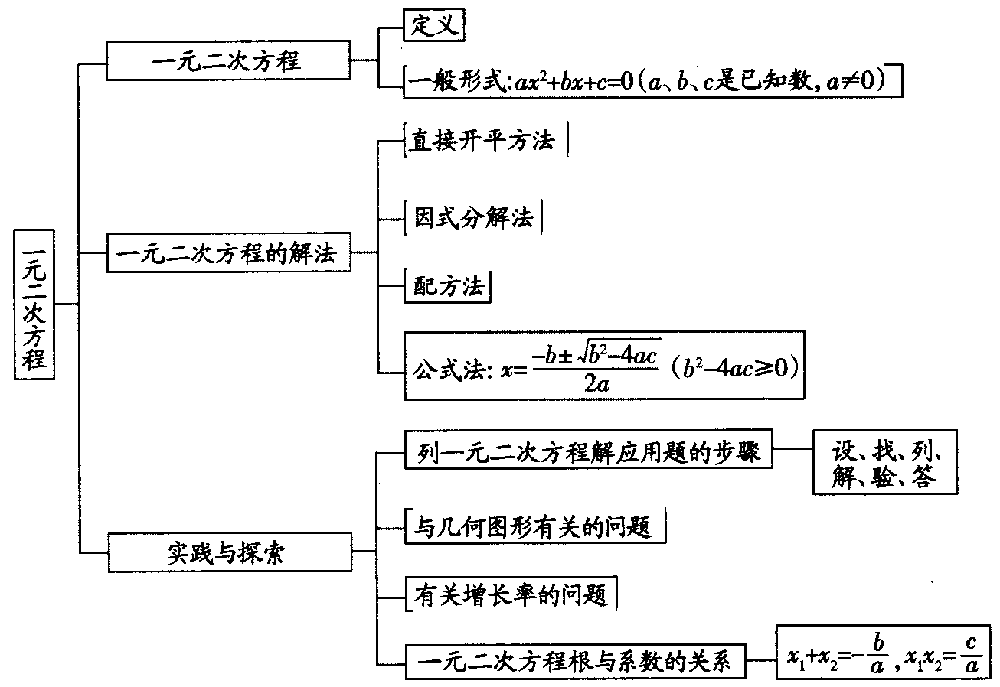 一元二次方程
一元二次方程
定义
一般形式:ax²+bx+c=0(a、b、c是已知数,a≠0)
一元二次方程的解法
直接开平方法
因式分解法
配方法
公式法: x=\frac{-b±\sqrt{b²-4ac}}{2a} (b²-4ac≥0)
实践与探索
列一元二次方程解应用题的步骤
设、找、列、
解、验、答
与几何图形有关的问题
有关增长率的问题
一元二次方程根与系数的关系
x₁+x₂=-\frac{b}{a},x₁x₂=\frac{c}{a}